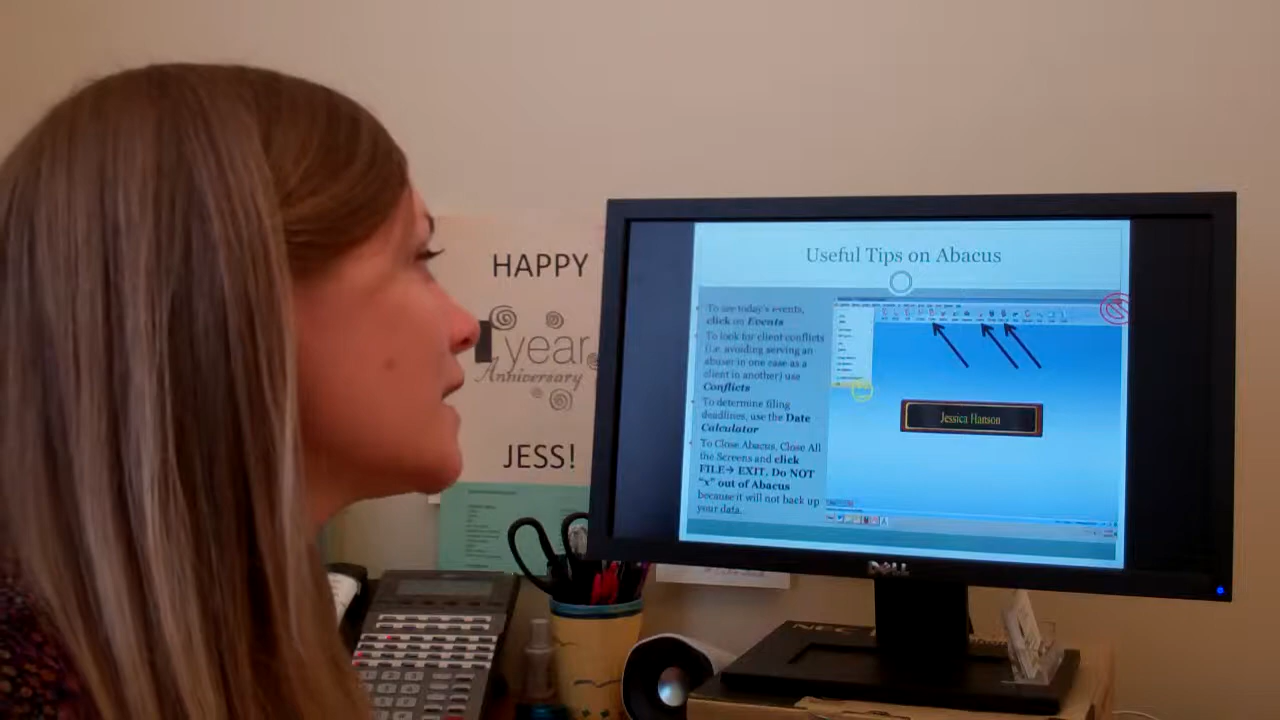 HAPPY
1 year
Anniversary
JESS!
Useful Tips on Abacus
To see today's events,
click on Events
To look for client conflicts
(i.e. avoiding serving an
abuser in one case as a
client in another) use
Conflicts
To determine filing
deadlines, use the Date
Calculator
To Close Abacus, Close All
the Screens and click
FILE→ EXIT. Do NOT
"x" out of Abacus
because it will not back up
your data.
Jessica Hanson
DELL
NEC